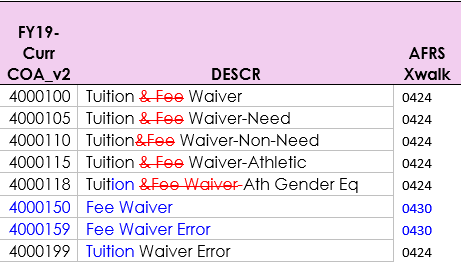 FY19-
Curr
COA_v2 DESCR AFRS
Xwalk
4000100 Tuition & Fee Waiver 0424
4000105 Tuition & Fee Waiver-Need 0424
4000110 Tuition&Fee Waiver-Non-Need 0424
4000115 Tuition & Fee Waiver-Athletic 0424
4000118 Tuition &Fee Waiver-Ath Gender Eq 0424
4000150 Fee Waiver 0430
4000159 Fee Waiver Error 0430
4000199 Tuition Waiver Error 0424